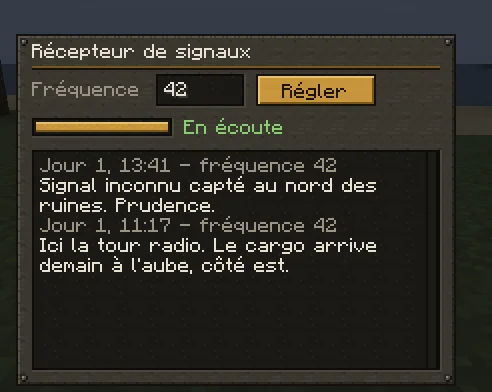 Récepteur de signaux
Fréquence 42 Régler
En écoute
Jour 1, 13:41 – fréquence 42
Signal inconnu capté au nord des
ruines. Prudence.
Jour 1, 11:17 – fréquence 42
Ici la tour radio. Le cargo arrive
demain à l'aube, côté est.